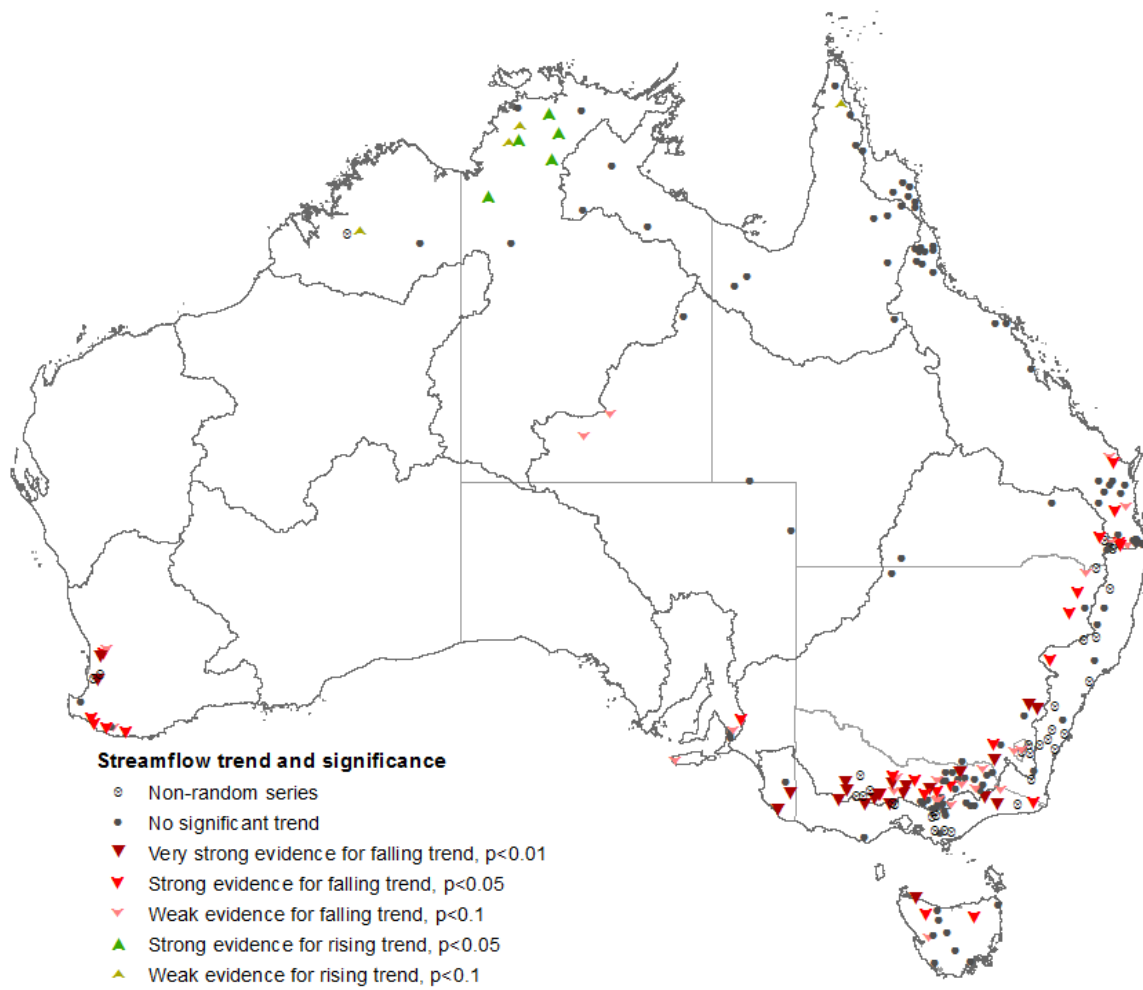 Streamflow trend and significance
Non-random series
No significant trend
Very strong evidence for falling trend, p<0.01
Strong evidence for falling trend, p<0.05
Weak evidence for falling trend, p<0.1
Strong evidence for rising trend, p<0.05
Weak evidence for rising trend, p<0.1